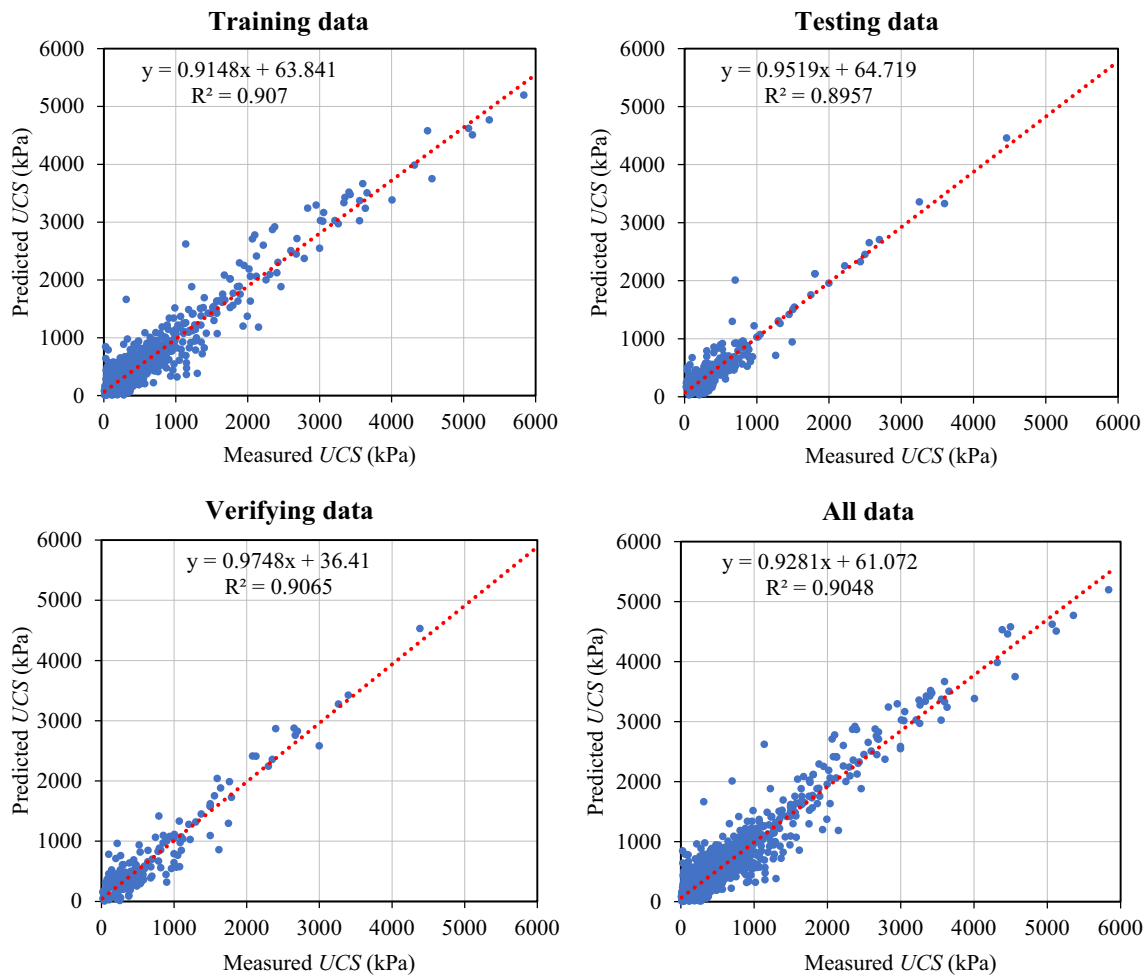 Training data
y = 0.9148x + 63.841
R² = 0.907
Predicted UCS (kPa)
6000
5000
4000
3000
2000
1000
0
0 1000 2000 3000 4000 5000 6000
Measured UCS (kPa)
Testing data
y = 0.9519x + 64.719
R² = 0.8957
Predicted UCS (kPa)
6000
5000
4000
3000
2000
1000
0
0 1000 2000 3000 4000 5000 6000
Measured UCS (kPa)
Verifying data
y = 0.9748x + 36.41
R² = 0.9065
Predicted UCS (kPa)
6000
5000
4000
3000
2000
1000
0
0 1000 2000 3000 4000 5000 6000
Measured UCS (kPa)
All data
y = 0.9281x + 61.072
R² = 0.9048
Predicted UCS (kPa)
6000
5000
4000
3000
2000
1000
0
0 1000 2000 3000 4000 5000 6000
Measured UCS (kPa)